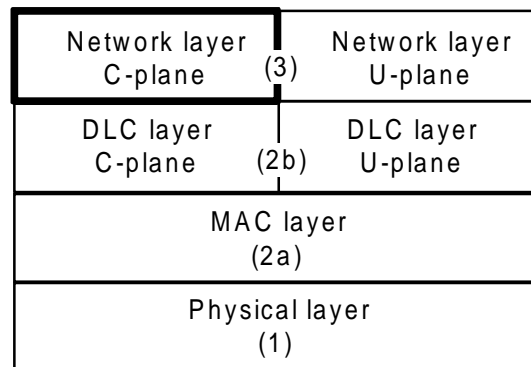 Network layer
C-plane
(3)
Network layer
U-plane
DLC layer
C-plane
(2b)
DLC layer
U-plane
MAC layer
(2a)
Physical layer
(1)